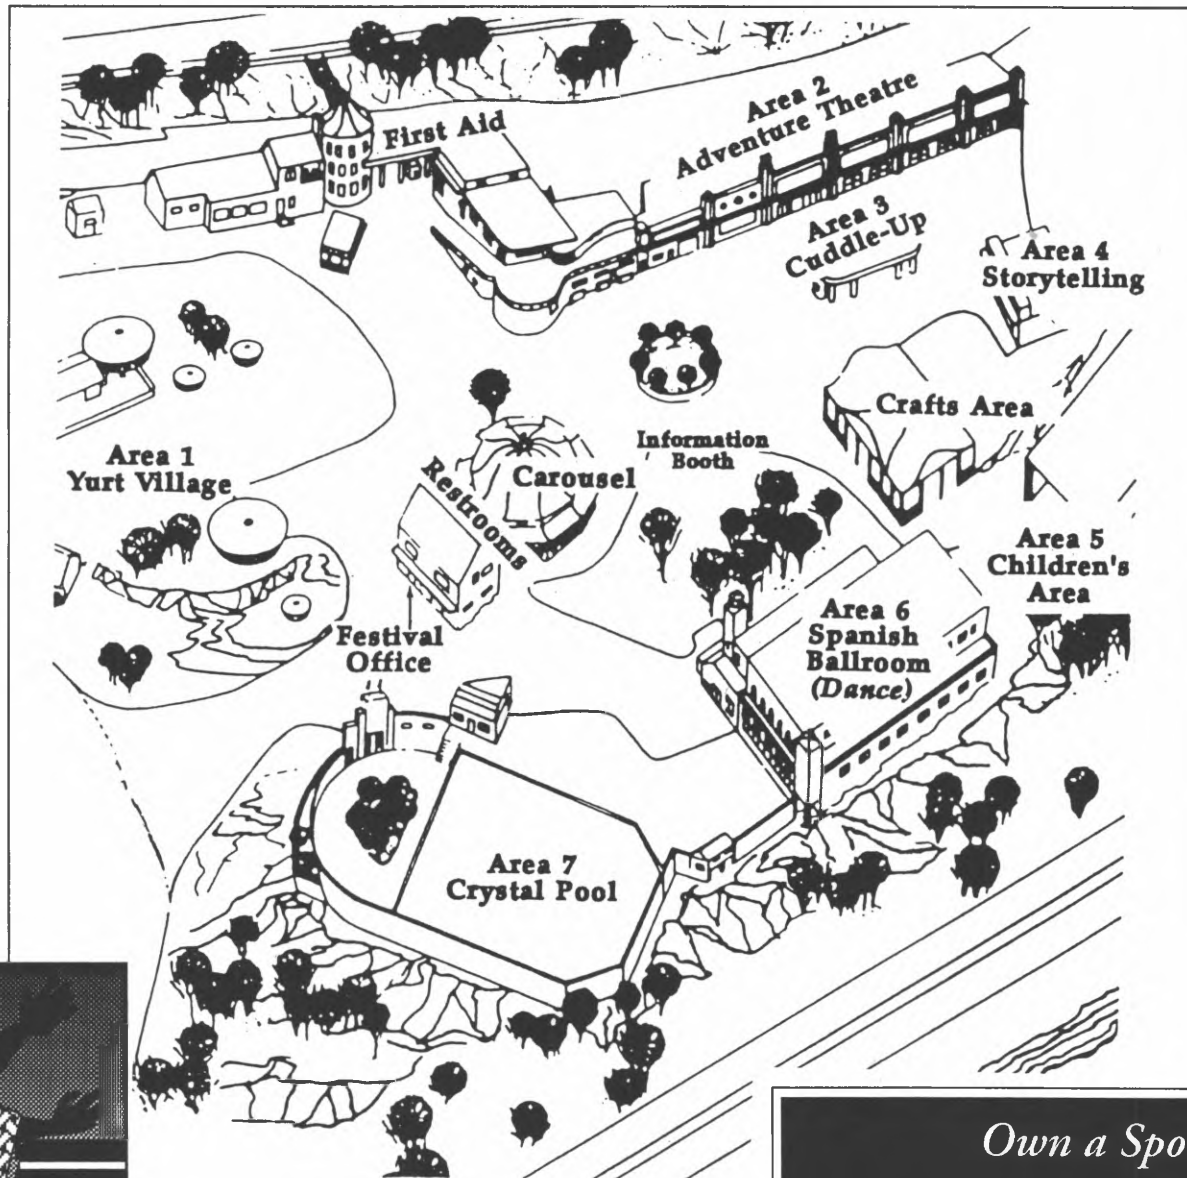 First Aid
Area 2
Adventure Theatre
Area 3
Cuddle-Up
Area 4
Storytelling
Crafts Area
Information
Booth
Carousel
Restrooms
Area 1
Yurt Village
Festival
Office
Area 5
Children's
Area
Area 6
Spanish
Ballroom
(Dance)
Area 7
Crystal Pool
Own a